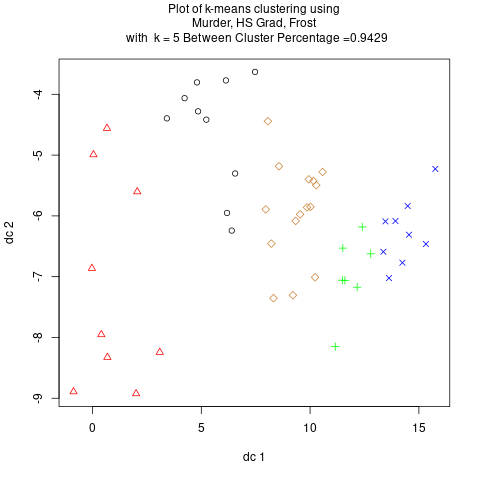 Plot of k-means clustering using
Murder, HS Grad, Frost
with k = 5 Between Cluster Percentage =0.9429
-4
-5
-6
-7
-8
-9
dc 2
0 5 10 15
dc 1